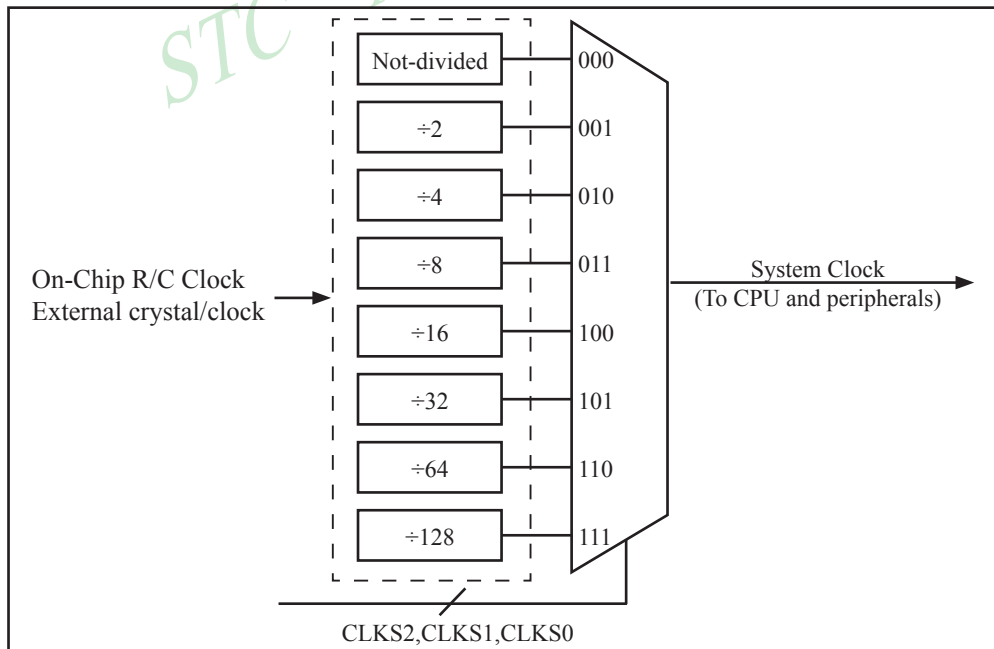 STC
Not-divided 000
÷2 001
÷4 010
÷8 011
÷16 100
÷32 101
÷64 110
÷128 111
On-Chip R/C Clock
External crystal/clock
System Clock
(To CPU and peripherals)
CLKS2,CLKS1,CLKS0